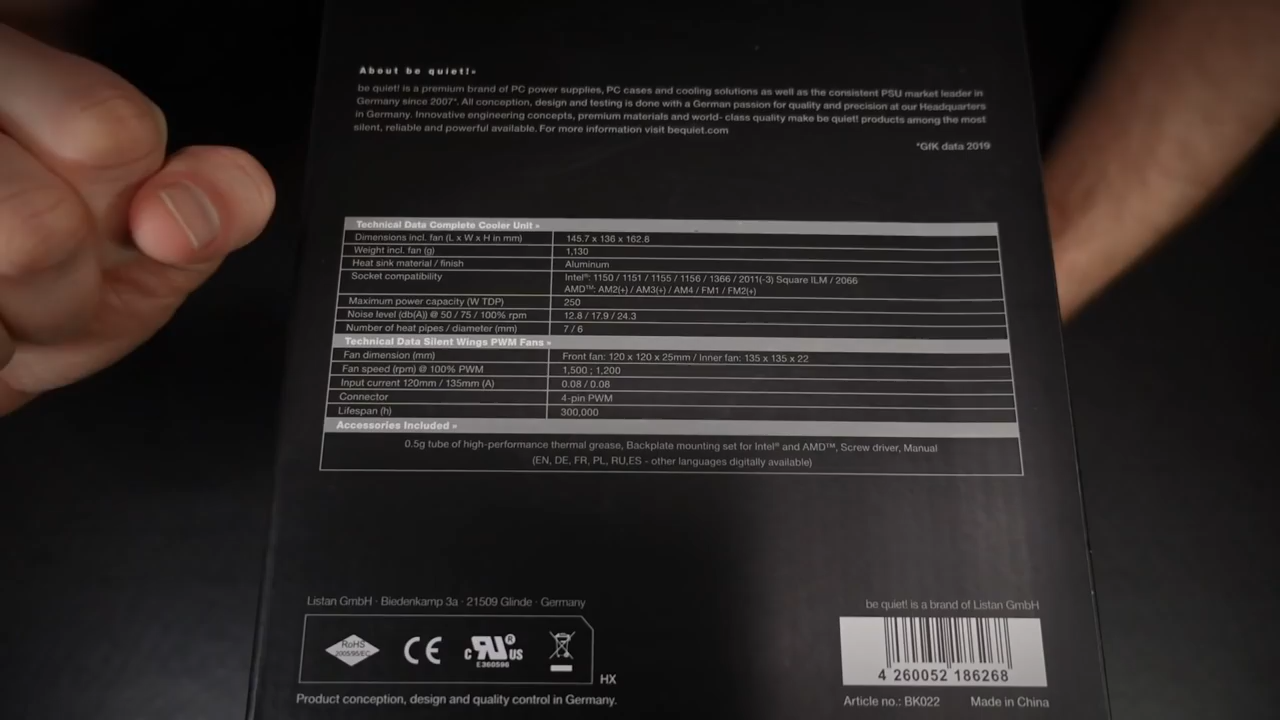 About be quiet!»
be quiet! is a premium brand of PC power supplies, PC cases and cooling solutions as well as the consistent PSU market leader in
Germany since 2007*. All conception, design and testing is done with a German passion for quality and precision at our Headquarters
in Germany. Innovative engineering concepts, premium materials and world- class quality make be quiet! products among the most
silent, reliable and powerful available. For more information visit bequiet.com
*GfK data 2019
Technical Data Complete Cooler Unit »
Dimensions incl. fan (L x W x H in mm) 145.7 x 136 x 162.8
Weight incl. fan (g) 1,130
Heat sink material / finish Aluminum
Socket compatibility Intel®: 1150 / 1151 / 1155 / 1156 / 1366 / 2011(-3) Square ILM / 2066
AMD™: AM2(+) / AM3(+) / AM4 / FM1 / FM2(+)
Maximum power capacity (W TDP) 250
Noise level (db(A)) @ 50 / 75 / 100% rpm 12.8 / 17.9 / 24.3
Number of heat pipes / diameter (mm) 7 / 6
Technical Data Silent Wings PWM Fans »
Fan dimension (mm) Front fan: 120 x 120 x 25mm / Inner fan: 135 x 135 x 22
Fan speed (rpm) @ 100% PWM 1,500 ; 1,200
Input current 120mm / 135mm (A) 0.08 / 0.08
Connector 4-pin PWM
Lifespan (h) 300,000
Accessories Included »
0.5g tube of high-performance thermal grease, Backplate mounting set for Intel® and AMD™, Screw driver, Manual
(EN, DE, FR, PL, RU,ES - other languages digitally available)
Listan GmbH · Biedenkamp 3a · 21509 Glinde · Germany
RoHS
2005/95/EC
CE
c RU ® US
E360596
HX
Product conception, design and quality control in Germany.
be quiet! is a brand of Listan GmbH
4 260052 186268
Article no.: BK022 Made in China